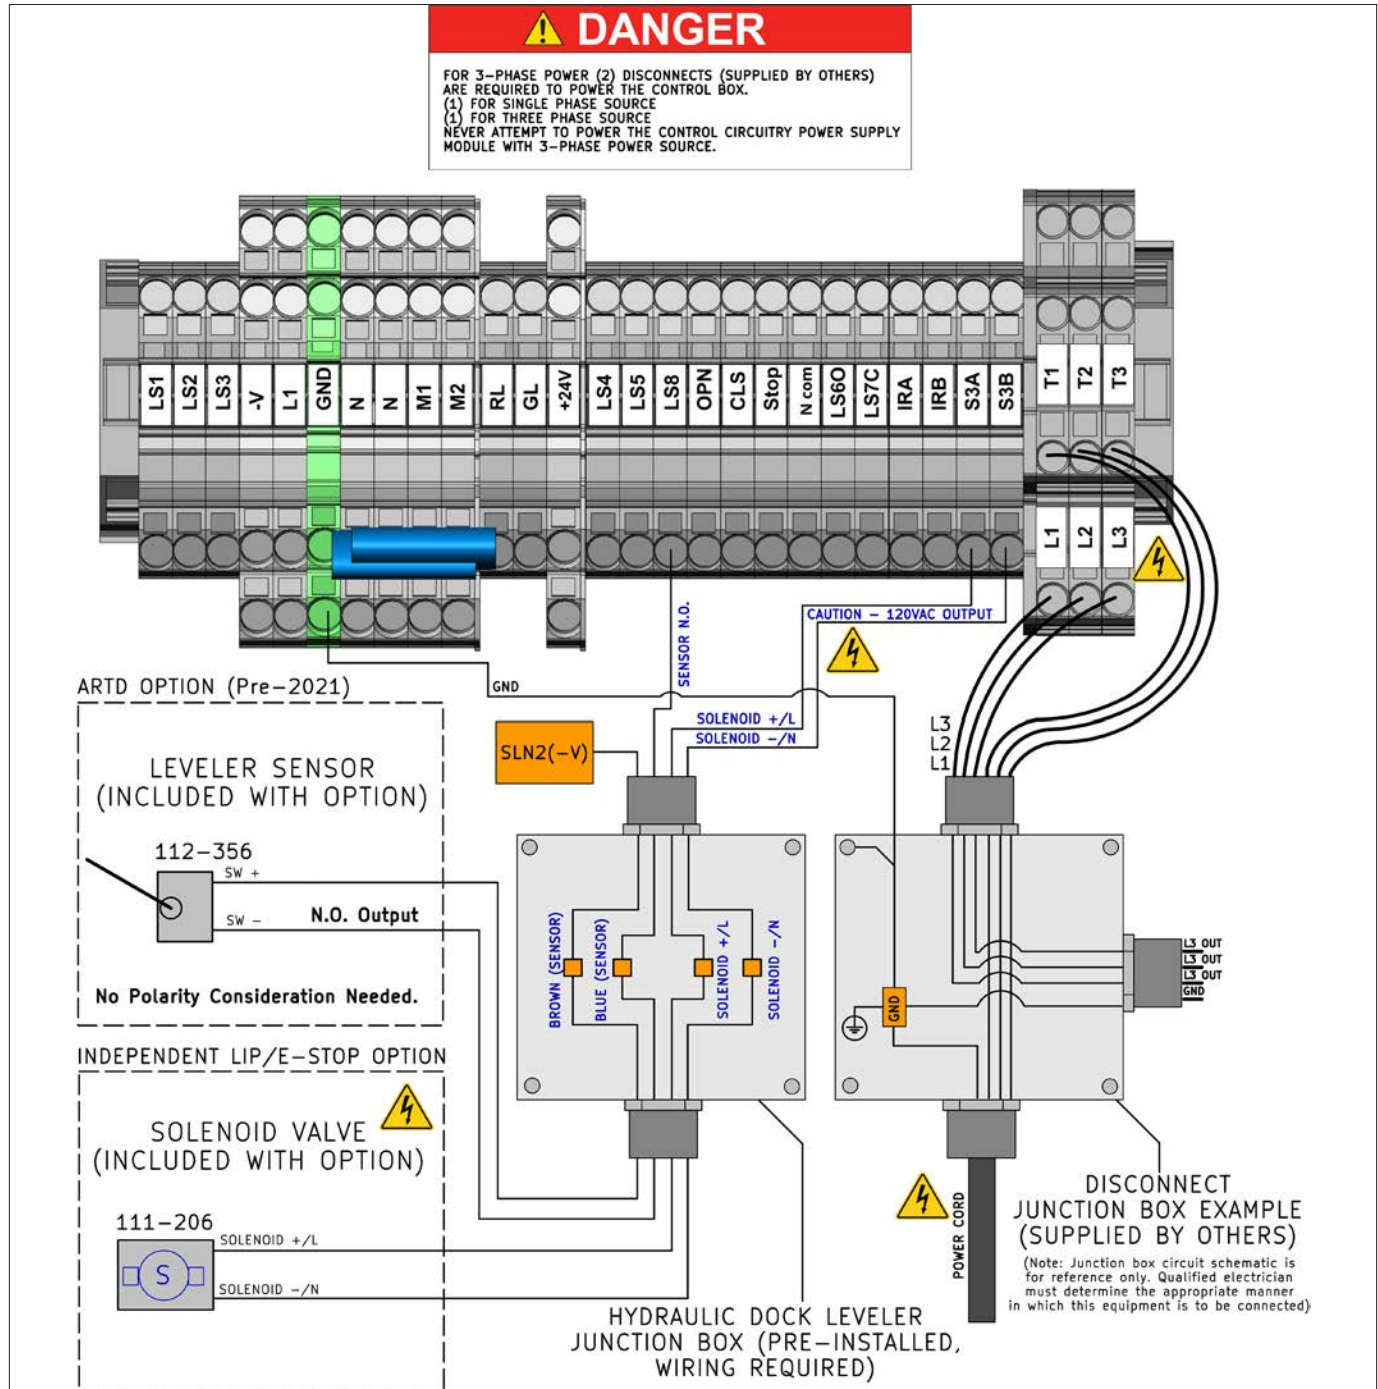 DANGER
FOR 3-PHASE POWER (2) DISCONNECTS (SUPPLIED BY OTHERS)
ARE REQUIRED TO POWER THE CONTROL BOX.
(1) FOR SINGLE PHASE SOURCE
(1) FOR THREE PHASE SOURCE
NEVER ATTEMPT TO POWER THE CONTROL CIRCUITRY POWER SUPPLY
MODULE WITH 3-PHASE POWER SOURCE.
LS1
LS2
LS3
-V
L1
GND
N
N
M1
M2
RL
GL
+24V
LS4
LS5
LS8
OPN
CLS
Stop
N com
LS6O
LS7C
IRA
IRB
S3A
S3B
T1
T2
T3
L1
L2
L3
SENSOR N.O.
CAUTION - 120VAC OUTPUT
GND
SOLENOID +/L
SOLENOID -/N
SLN2(-V)
L3
L2
L1
ARTD OPTION (Pre-2021)
LEVELER SENSOR
(INCLUDED WITH OPTION)
112-356
SW +
SW -
N.O. Output
No Polarity Consideration Needed.
BROWN (SENSOR)
BLUE (SENSOR)
SOLENOID +/L
SOLENOID -/N
GND
L3 OUT
L3 OUT
L3 OUT
GND
INDEPENDENT LIP/E-STOP OPTION
SOLENOID VALVE
(INCLUDED WITH OPTION)
111-206
S
SOLENOID +/L
SOLENOID -/N
POWER CORD
HYDRAULIC DOCK LEVELER
JUNCTION BOX (PRE-INSTALLED,
WIRING REQUIRED)
DISCONNECT
JUNCTION BOX EXAMPLE
(SUPPLIED BY OTHERS)
(Note: Junction box circuit schematic is
for reference only. Qualified electrician
must determine the appropriate manner
in which this equipment is to be connected)